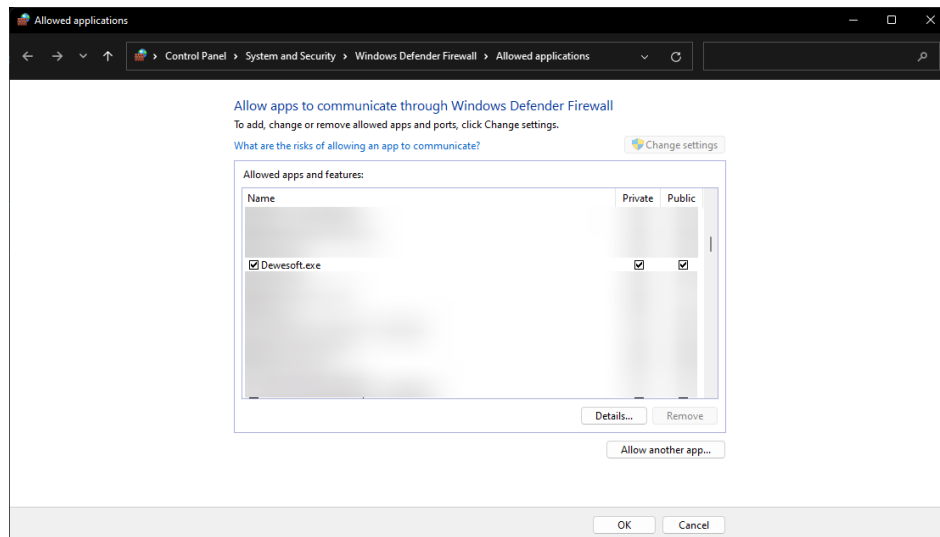 Allowed applications
Control Panel > System and Security > Windows Defender Firewall > Allowed applications
Allow apps to communicate through Windows Defender Firewall
To add, change or remove allowed apps and ports, click Change settings.
What are the risks of allowing an app to communicate?
Change settings
Allowed apps and features:
Name Private Public
Dewesoft.exe
Details... Remove
Allow another app...
OK Cancel